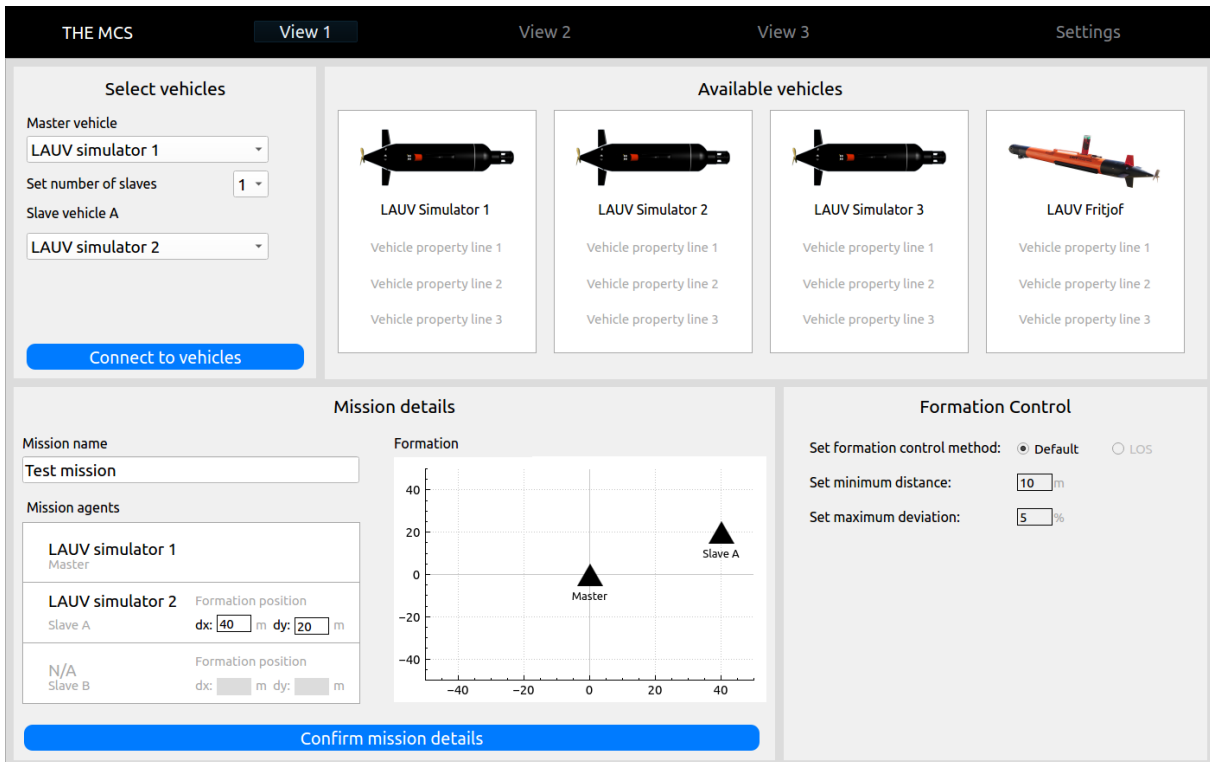 THE MCS View 1 View 2 View 3 Settings
Select vehicles
Master vehicle
LAUV simulator 1
Set number of slaves 1
Slave vehicle A
LAUV simulator 2
Connect to vehicles
Available vehicles
LAUV Simulator 1
Vehicle property line 1
Vehicle property line 2
Vehicle property line 3
LAUV Simulator 2
Vehicle property line 1
Vehicle property line 2
Vehicle property line 3
LAUV Simulator 3
Vehicle property line 1
Vehicle property line 2
Vehicle property line 3
LAUV Fritjof
Vehicle property line 1
Vehicle property line 2
Vehicle property line 3
Mission details
Mission name
Test mission
Mission agents
LAUV simulator 1
Master
LAUV simulator 2 Formation position
Slave A dx: 40 m dy: 20 m
N/A Formation position
Slave B dx: m dy: m
Formation
40
20
0
−20
−40
−40 −20 0 20 40
Slave A
Master
Confirm mission details
Formation Control
Set formation control method: Default LOS
Set minimum distance: 10 m
Set maximum deviation: 5 %